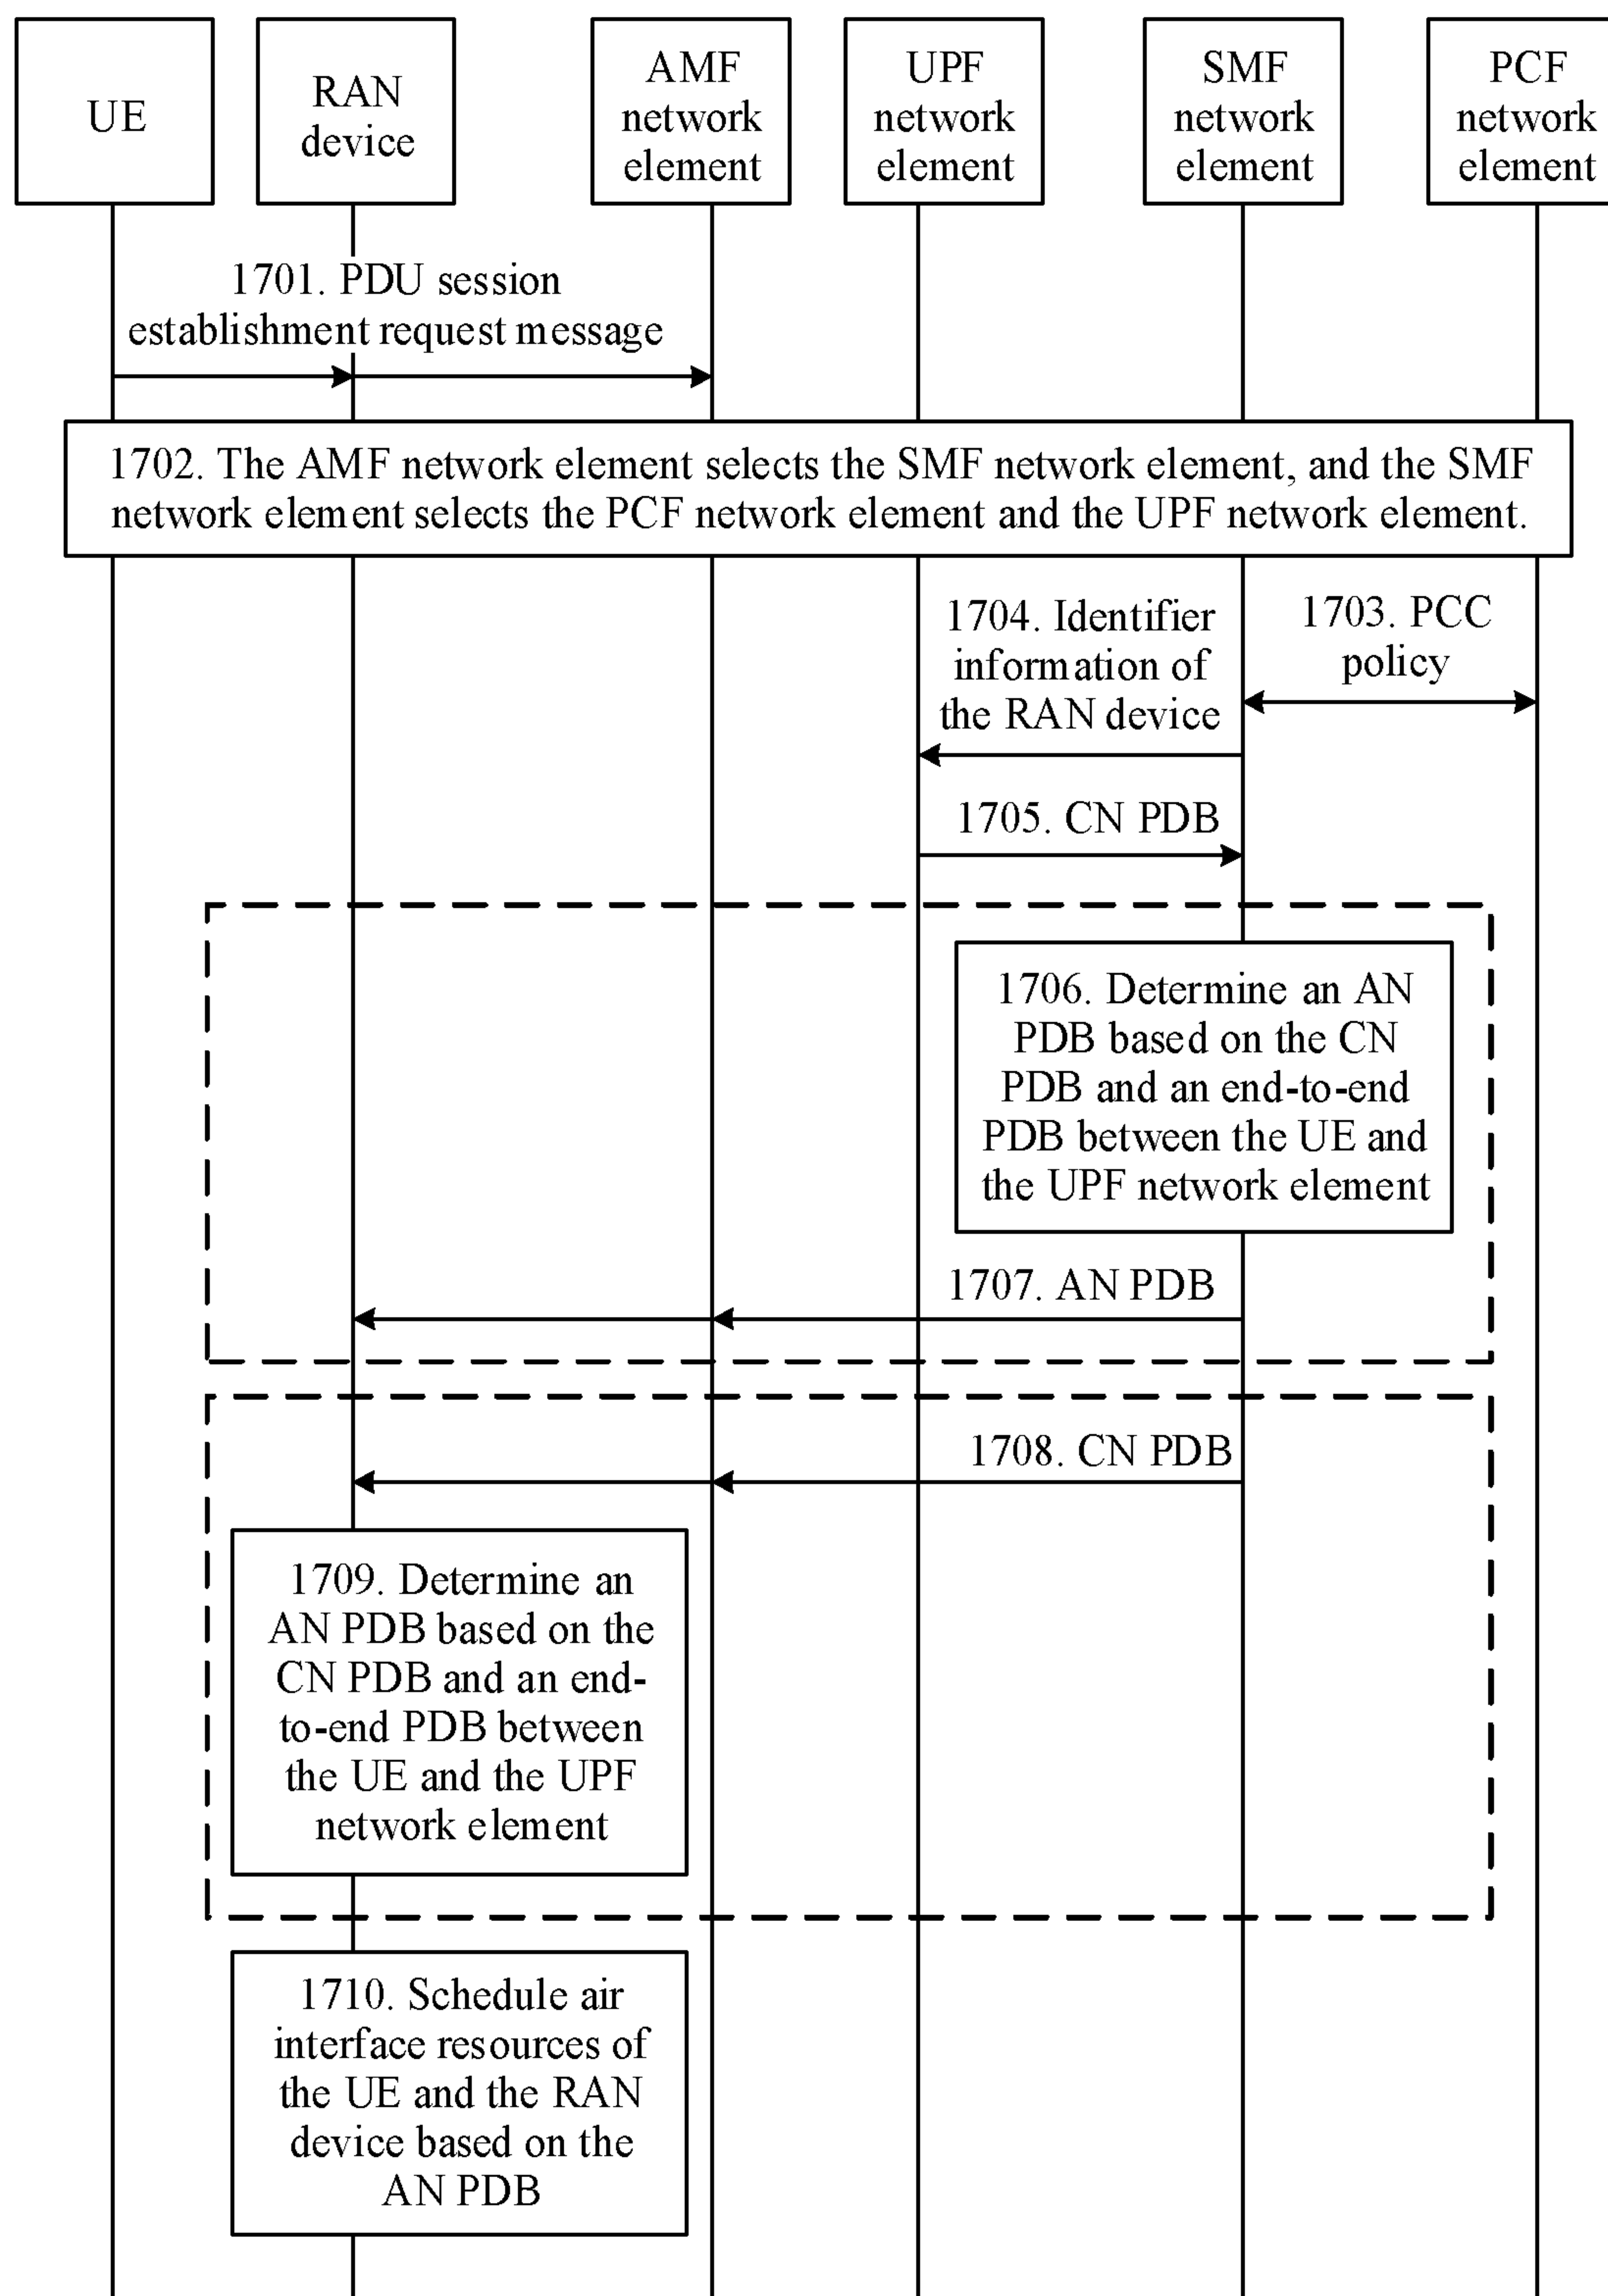 UE
RAN
device
AMF
network
element
UPF
network
element
SMF
network
element
PCF
network
element
1701. PDU session
establishment request message
1702. The AMF network element selects the SMF network element, and the SMF
network element selects the PCF network element and the UPF network element.
1703. PCC
policy
1704. Identifier
information of
the RAN device
1705. CN PDB
1706. Determine an AN
PDB based on the CN
PDB and an end-to-end
PDB between the UE and
the UPF network element
1707. AN PDB
1708. CN PDB
1709. Determine an
AN PDB based on the
CN PDB and an end-
to-end PDB between
the UE and the UPF
network element
1710. Schedule air
interface resources of
the UE and the RAN
device based on the
AN PDB